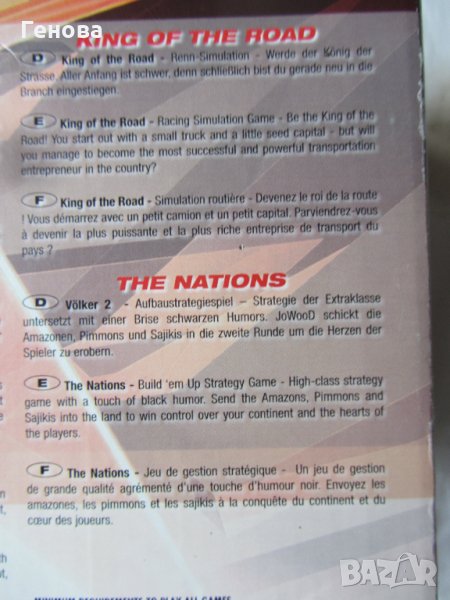 Генова
KING OF THE ROAD
D King of the Road - Renn-Simulation - Werde der König der
Strasse. Aller Anfang ist schwer, denn schließlich bist du gerade neu in die
Branch eingestiegen.
E King of the Road - Racing Simulation Game - Be the King of the
Road! You start out with a small truck and a little seed capital - but will
you manage to become the most successful and powerful transportation
entrepreneur in the country?
F King of the Road - Simulation routière - Devenez le roi de la route
! Vous démarrez avec un petit camion et un petit capital. Parviendrez-vous
à devenir la plus puissante et la plus riche entreprise de transport du
pays ?
THE NATIONS
D Völker 2 - Aufbaustrategiespiel – Strategie der Extraklasse
untersetzt mit einer Brise schwarzen Humors. JoWooD schickt die
Amazonen, Pimmons und Sajikis in die zweite Runde um die Herzen der
Spieler zu erobern.
E The Nations - Build 'em Up Strategy Game - High-class strategy
game with a touch of black humor. Send the Amazons, Pimmons and
Sajikis into the land to win control over your continent and the hearts of
the players.
F The Nations - Jeu de gestion stratégique - Un jeu de gestion
de grande qualité agrémenté d'une touche d'humour noir. Envoyez les
amazones, les pimmons et les sajikis à la conquête du continent et du
cœur des joueurs.
MINIMUM REQUIREMENTS TO PLAY ALL GAMES
BAZAR